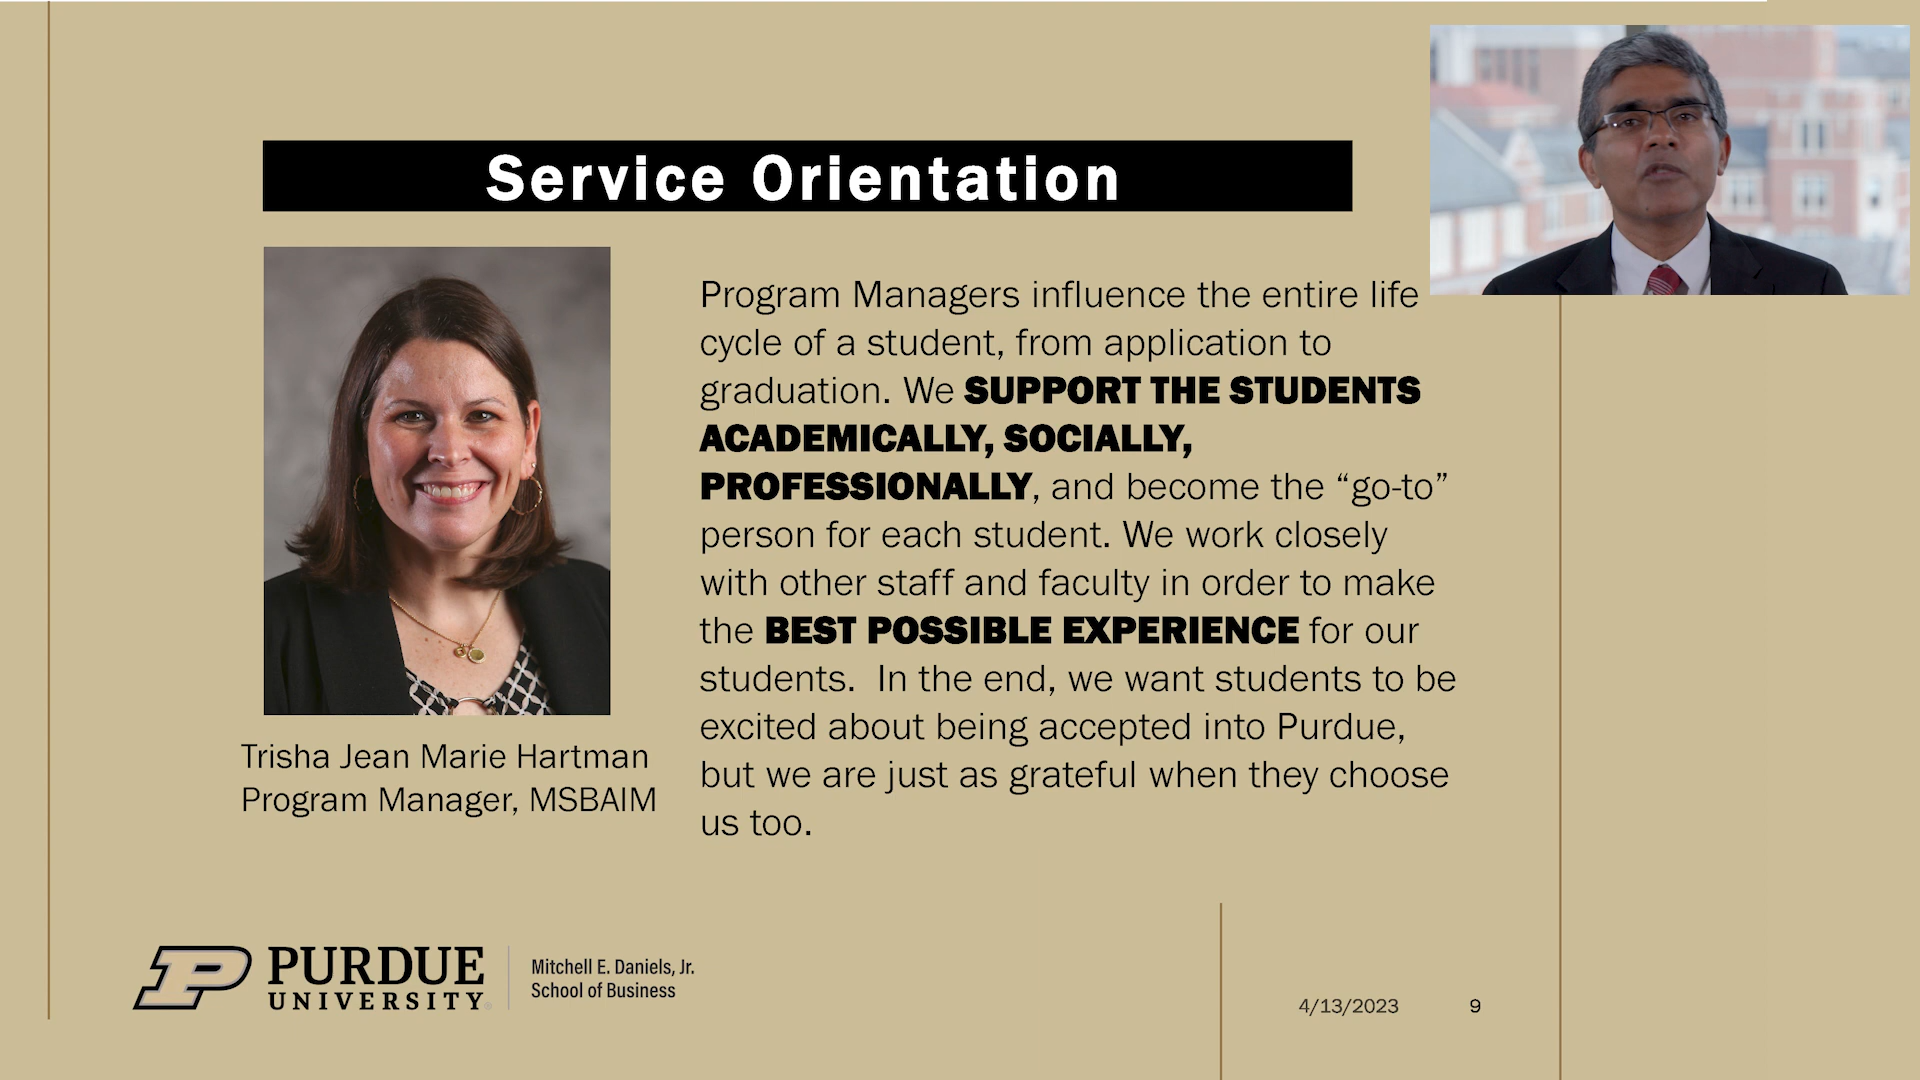 Service Orientation
Program Managers influence the entire life
cycle of a student, from application to
graduation. We SUPPORT THE STUDENTS
ACADEMICALLY, SOCIALLY,
PROFESSIONALLY, and become the “go-to”
person for each student. We work closely
with other staff and faculty in order to make
the BEST POSSIBLE EXPERIENCE for our
students.  In the end, we want students to be
excited about being accepted into Purdue,
but we are just as grateful when they choose
us too.
Trisha Jean Marie Hartman
Program Manager, MSBAIM
PURDUE
UNIVERSITY®
Mitchell E. Daniels, Jr.
School of Business
4/13/2023
9